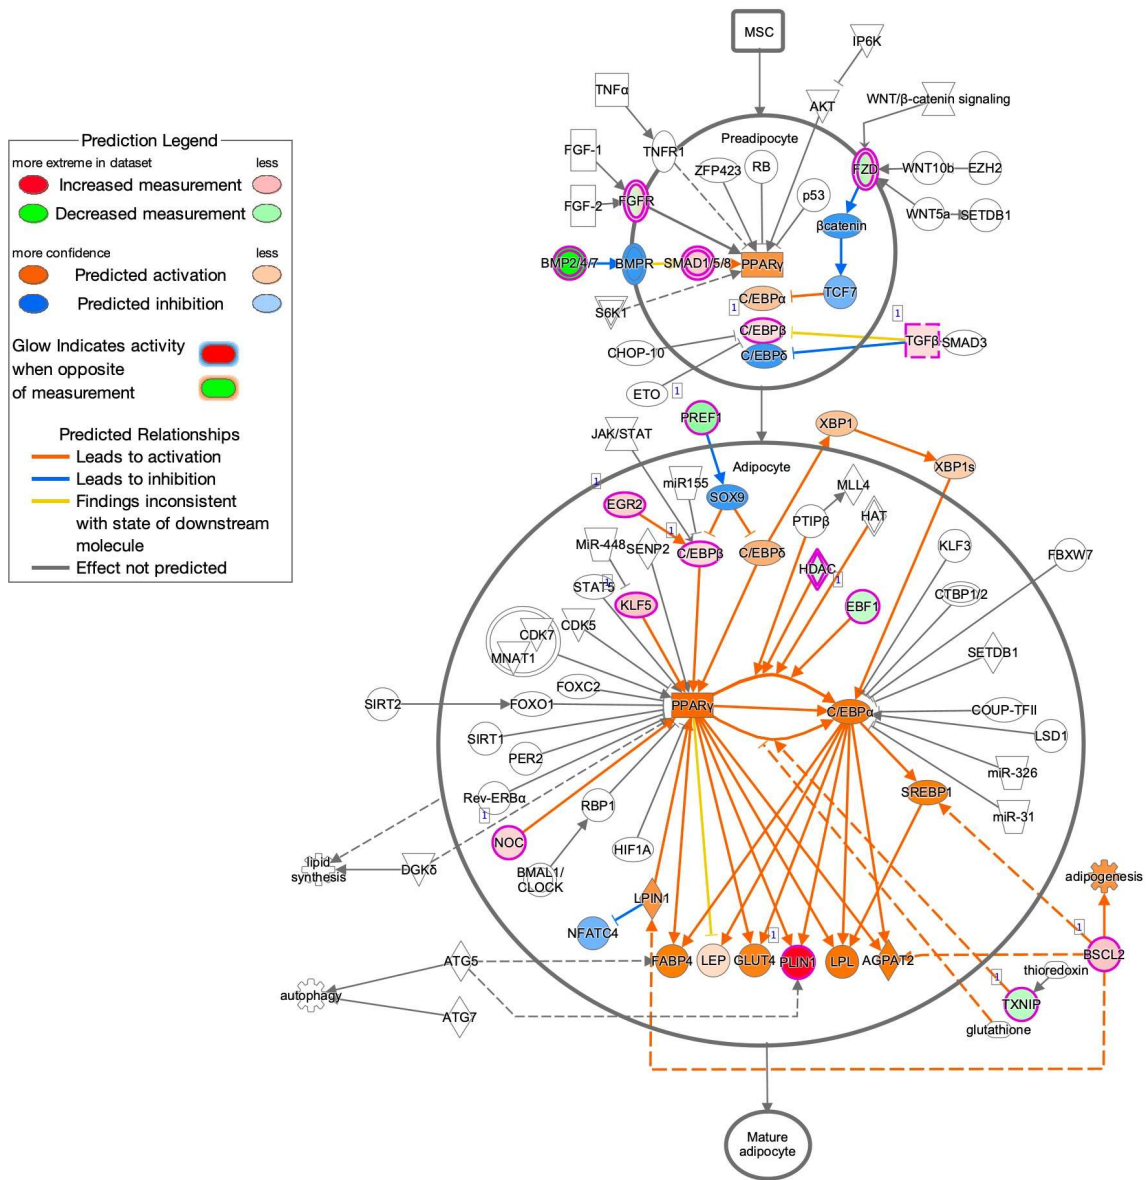 MSC
IP6K
TNFα
AKT
WNT/β-catenin signaling
Preadipocyte
FGF-1
TNFR1
ZFP423
RB
FZD
WNT10b
EZH2
FGF-2
FGFR
p53
WNT5a
SETDB1
βcatenin
BMP2/4/7
BMPR
SMAD1/5/8
PPARγ
C/EBPα
TCF7
1
1
S6K1
C/EBPβ
TGFβ
SMAD3
CHOP-10
C/EBPδ
ETO
1
Prediction Legend
more extreme in dataset
less
Increased measurement
Decreased measurement
more confidence
less
Predicted activation
Predicted inhibition
Glow Indicates activity
when opposite
of measurement
Predicted Relationships
Leads to activation
Leads to inhibition
Findings inconsistent
with state of downstream
molecule
Effect not predicted
PREF1
JAK/STAT
XBP1
Adipocyte
XBP1s
miR155
1
SOX9
MLL4
EGR2
PTIPβ
HAT
1
MiR-448
SENP2
C/EBPβ
C/EBPδ
KLF3
FBXW7
HDAC
1
STAT5
1
KLF5
EBF1
CTBP1/2
CDK7
CDK5
MNAT1
SETDB1
FOXC2
SIRT2
FOXO1
PPARγ
C/EBPα
COUP-TFII
SIRT1
LSD1
PER2
miR-326
Rev-ERBα
RBP1
SREBP1
miR-31
1
NOC
HIF1A
lipid
synthesis
DGKδ
BMAL1/
CLOCK
adipogenesis
LPIN1
NFATC4
1
1
BSCL2
ATG5
FABP4
LEP
GLUT4
PLIN1
LPL
AGPAT2
thioredoxin
1
autophagy
TXNIP
ATG7
glutathione
Mature
adipocyte